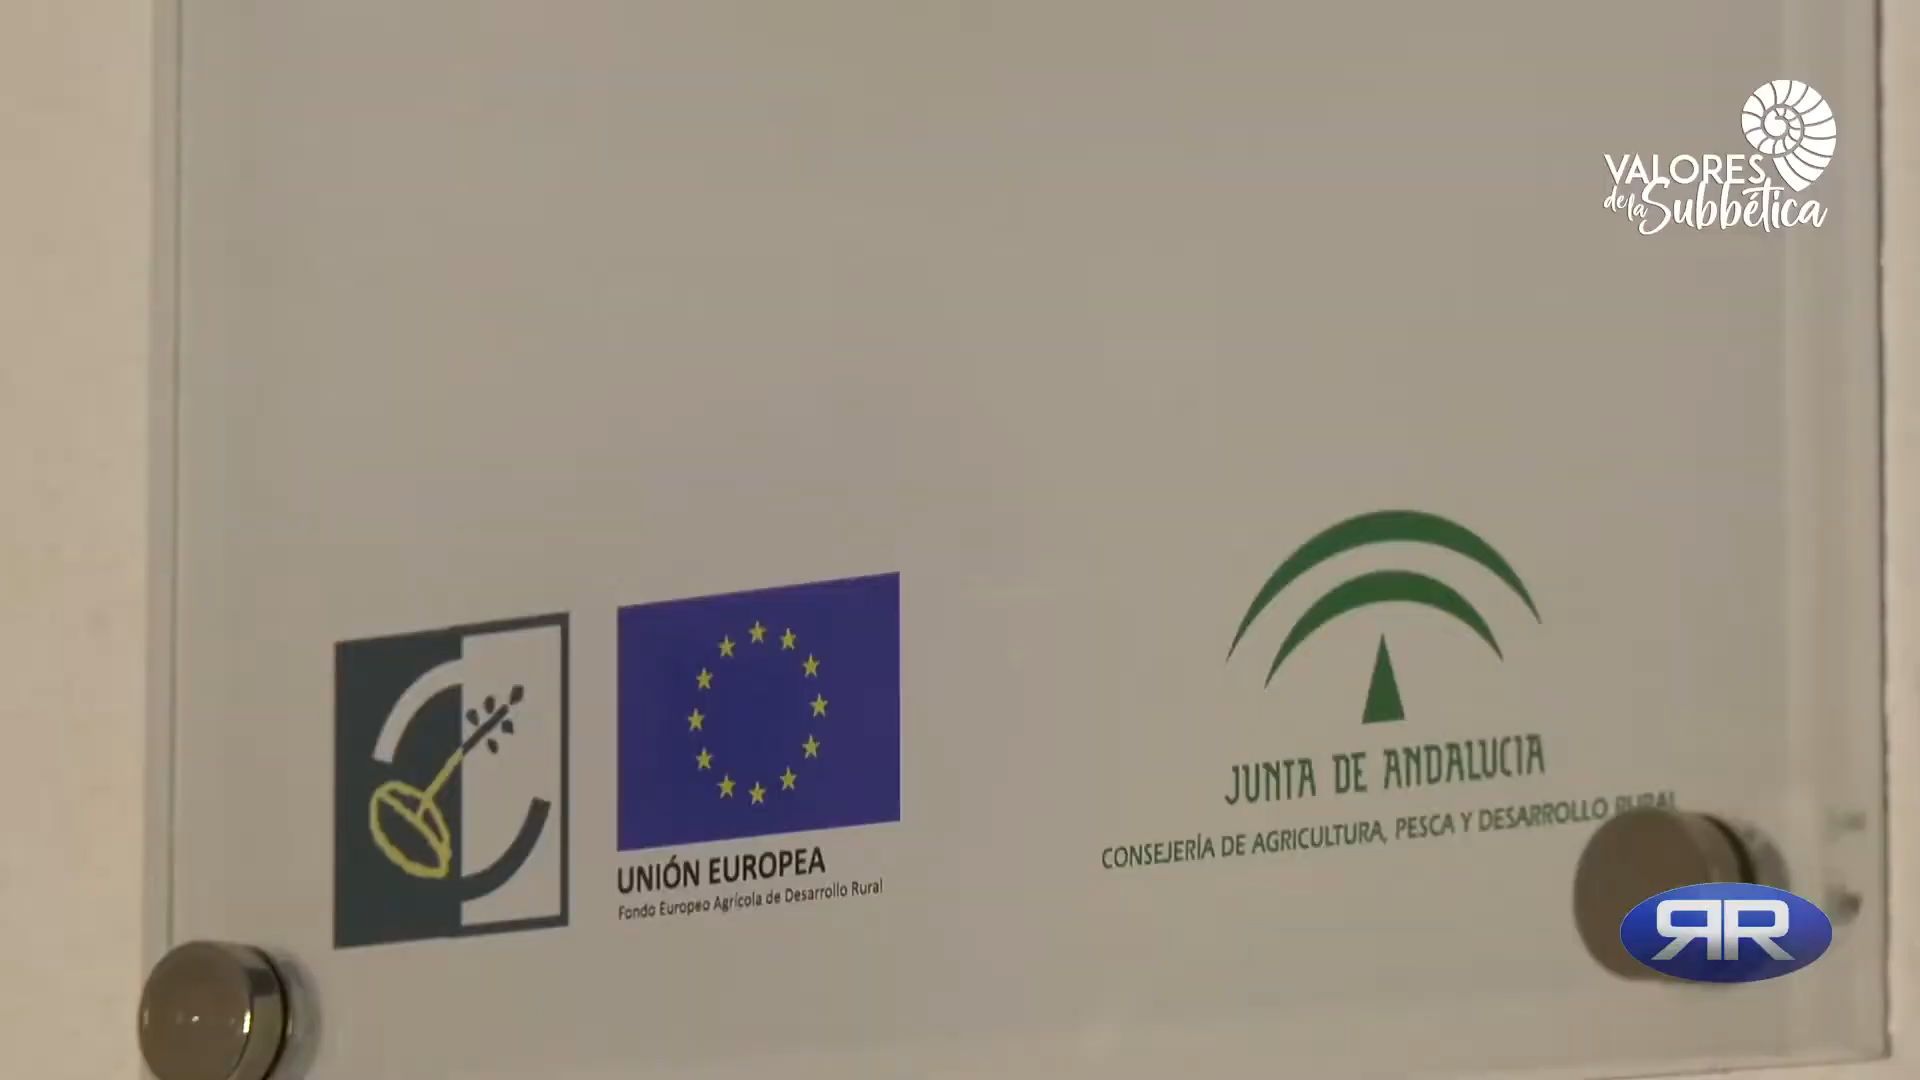 VALORES
de la Subbética
UNIÓN EUROPEA
Fondo Europeo Agrícola de Desarrollo Rural
JUNTA DE ANDALUCIA
CONSEJERÍA DE AGRICULTURA, PESCA Y DESARROLLO RURAL
RR